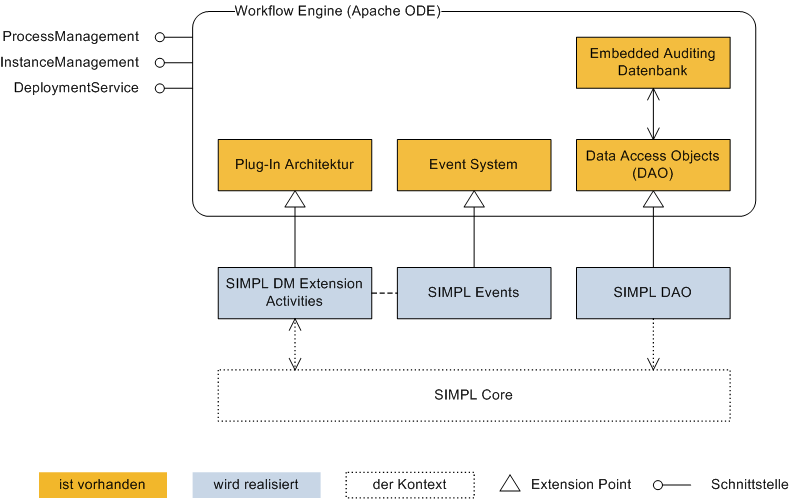 Workflow Engine (Apache ODE)
ProcessManagement
InstanceManagement
DeploymentService
Embedded Auditing
Datenbank
Plug-In Architektur
Event System
Data Access Objects
(DAO)
SIMPL DM Extension
Activities
SIMPL Events
SIMPL DAO
SIMPL Core
ist vorhanden
wird realisiert
der Kontext
Extension Point
Schnittstelle